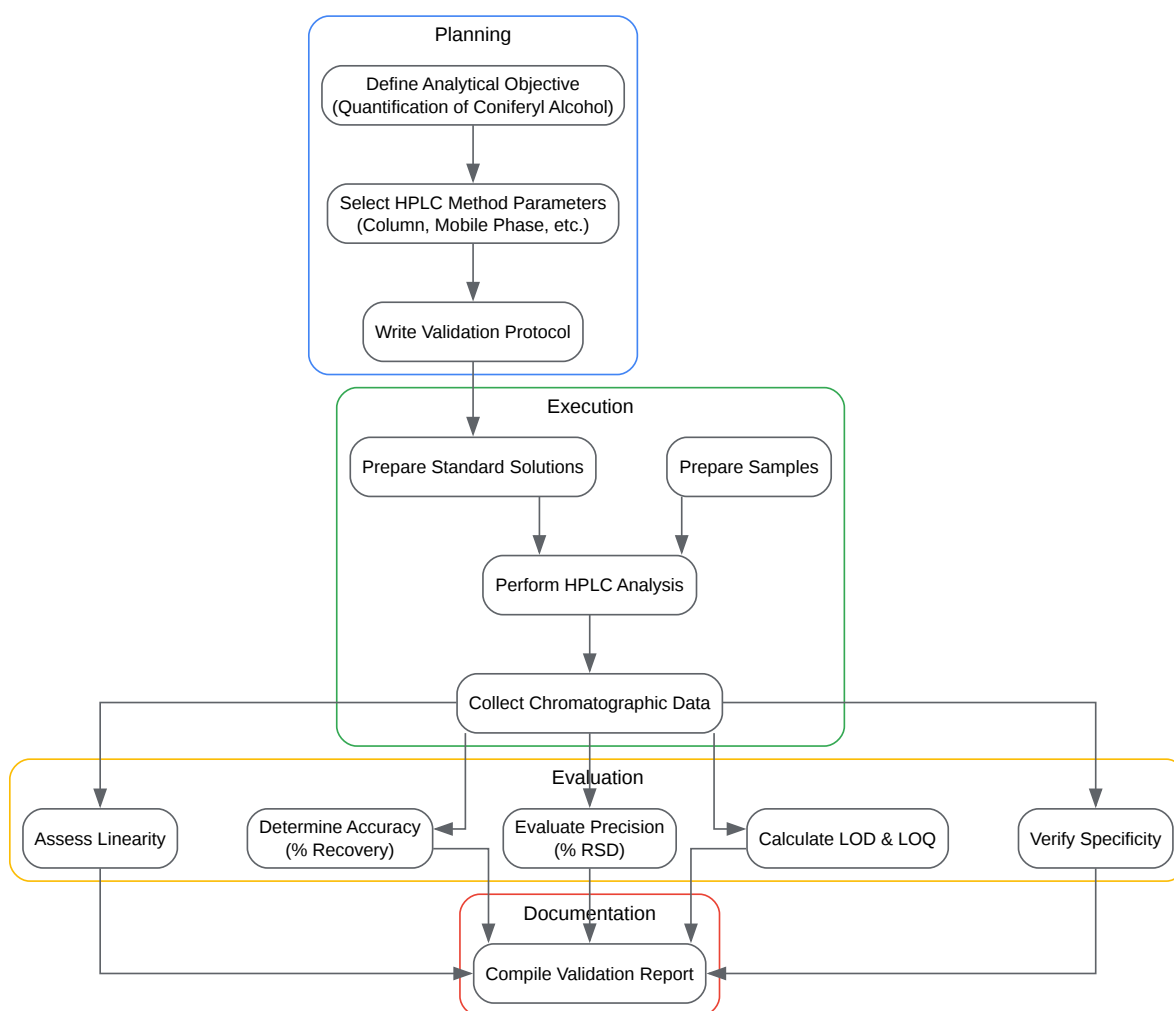 Planning
Define Analytical Objective
(Quantification of Coniferyl Alcohol)
Select HPLC Method Parameters
(Column, Mobile Phase, etc.)
Write Validation Protocol
Execution
Prepare Standard Solutions
Prepare Samples
Perform HPLC Analysis
Collect Chromatographic Data
Evaluation
Assess Linearity
Determine Accuracy
(% Recovery)
Evaluate Precision
(% RSD)
Calculate LOD & LOQ
Verify Specificity
Documentation
Compile Validation Report